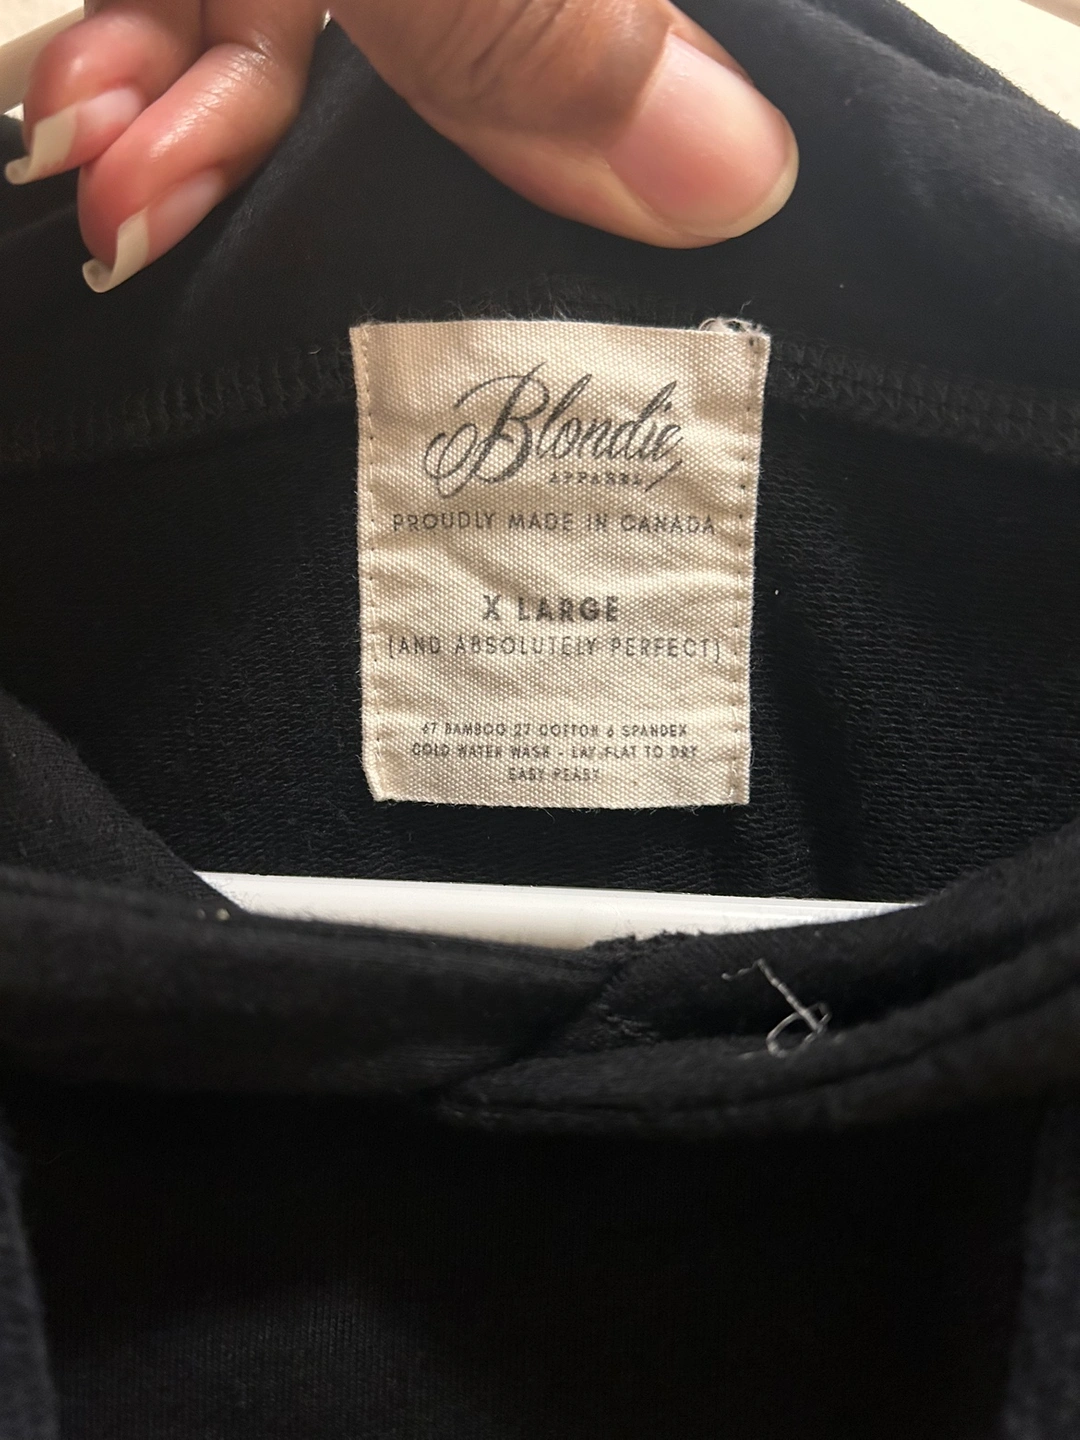 Blondie
APPAREL
PROUDLY MADE IN CANADA
X LARGE
(AND ABSOLUTELY PERFECT)
67 BAMBOO 27 COTTON 6 SPANDEX
COLD WATER WASH - LAY FLAT TO DRY
EASY PEASY